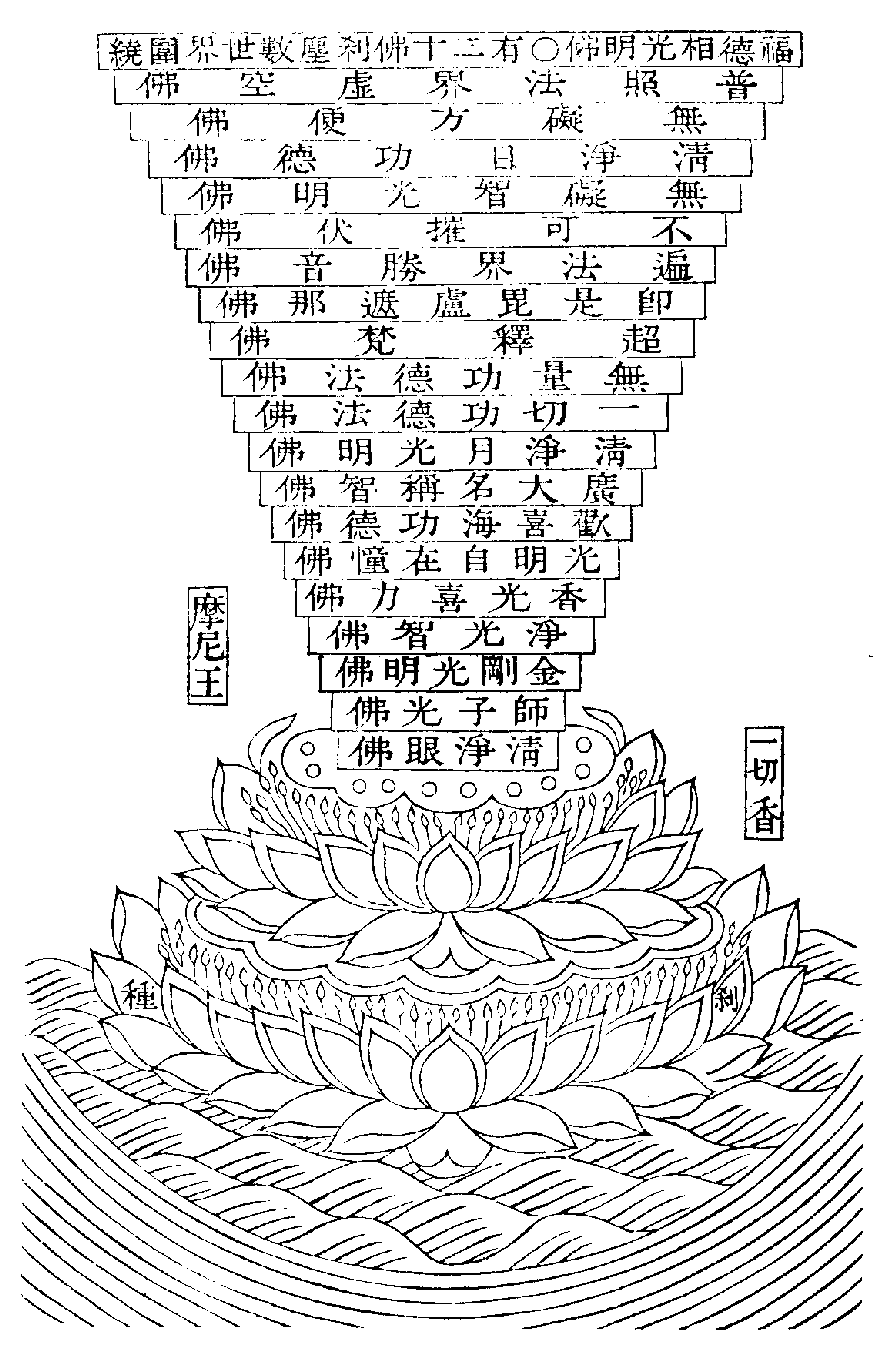 福德相光明佛○有二十佛刹塵數世界圍繞
普照法界虛空佛
無礙方便佛
清淨日功德佛
無礙智光明佛
不可摧伏佛
遍法界勝音佛
卽是毘盧遮那佛
超釋梵佛
無量功德法佛
一切功德法佛
清淨月光明佛
廣大名稱智佛
歡喜海功德佛
光明自在憧佛
香光喜力佛
淨光智佛
金剛光明佛
師子光佛
清淨眼佛
一切香
摩尼王
刹種